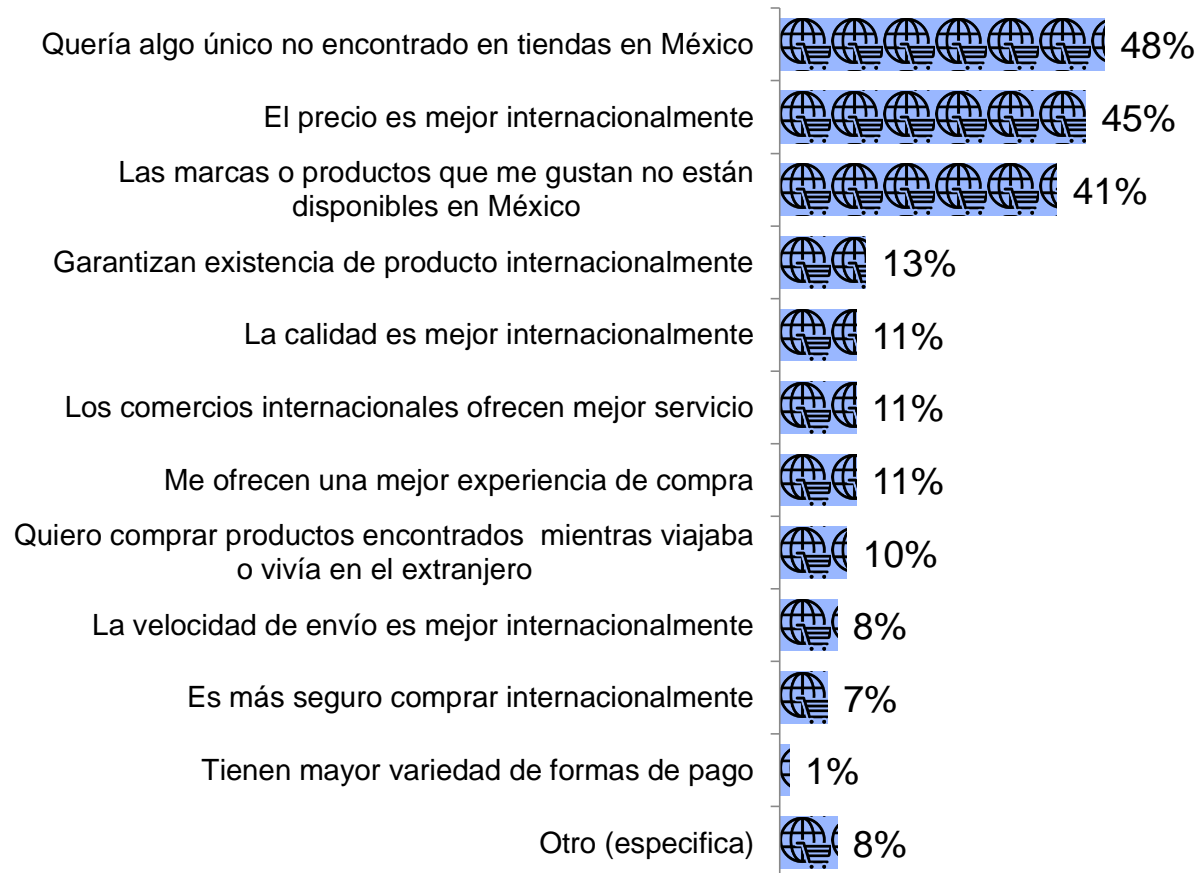 Quería algo único no encontrado en tiendas en México 48%
El precio es mejor internacionalmente 45%
Las marcas o productos que me gustan no están
disponibles en México 41%
Garantizan existencia de producto internacionalmente 13%
La calidad es mejor internacionalmente 11%
Los comercios internacionales ofrecen mejor servicio 11%
Me ofrecen una mejor experiencia de compra 11%
Quiero comprar productos encontrados  mientras viajaba
o vivía en el extranjero 10%
La velocidad de envío es mejor internacionalmente 8%
Es más seguro comprar internacionalmente 7%
Tienen mayor variedad de formas de pago 1%
Otro (especifica) 8%